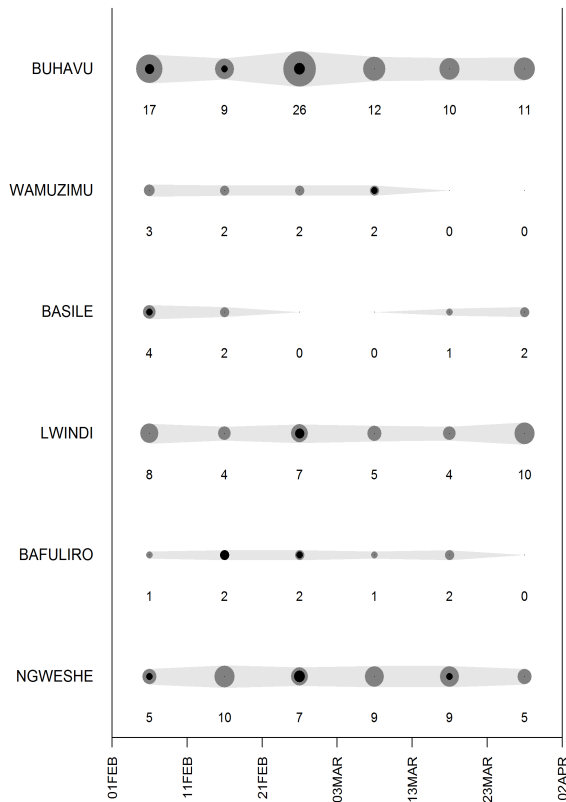 BUHAVU
17 9 26 12 10 11
WAMUZIMU
3 2 2 2 0 0
BASILE
4 2 0 0 1 2
LWINDI
8 4 7 5 4 10
BAFULIRO
1 2 2 1 2 0
NGWESHE
5 10 7 9 9 5
01FEB 11FEB 21FEB 03MAR 13MAR 23MAR 02APR